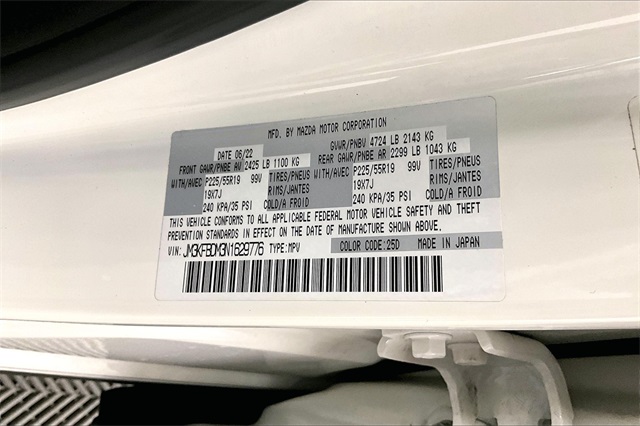 MFD. BY MAZDA MOTOR CORPORATION
DATE 06/22 GVWR/PNBV 4724 LB 2143 KG
FRONT GAWR/PNBE AV 2425 LB 1100 KG REAR GAWR/PNBE AR 2299 LB 1043 KG
WITH/AVEC P225/55R19 99V TIRES/PNEUS WITH/AVEC P225/55R19 99V TIRES/PNEUS
19X7J RIMS/JANTES 19X7J RIMS/JANTES
240 KPA/35 PSI COLD/A FROID 240 KPA/35 PSI COLD/A FROID
THIS VEHICLE CONFORMS TO ALL APPLICABLE FEDERAL MOTOR VEHICLE SAFETY AND THEFT
PREVENTION STANDARDS IN EFFECT ON THE DATE OF MANUFACTURE SHOWN ABOVE.
VIN: JM3KFBDM3N1629776 TYPE:MPV COLOR CODE:25D MADE IN JAPAN